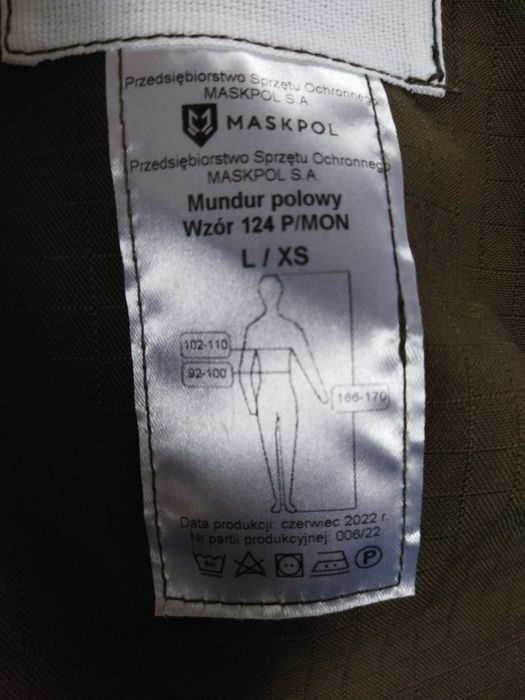 Przedsiębiorstwo Sprzętu Ochronnego
MASKPOL S.A.
MASKPOL
Przedsiębiorstwo Sprzętu Ochronnego
MASKPOL S.A.
Mundur polowy
Wzór 124 P/MON
L / XS
102-110
92-100
166-170
Data produkcji: czerwiec 2022 r.
Nr partii produkcyjnej: 006/22
P